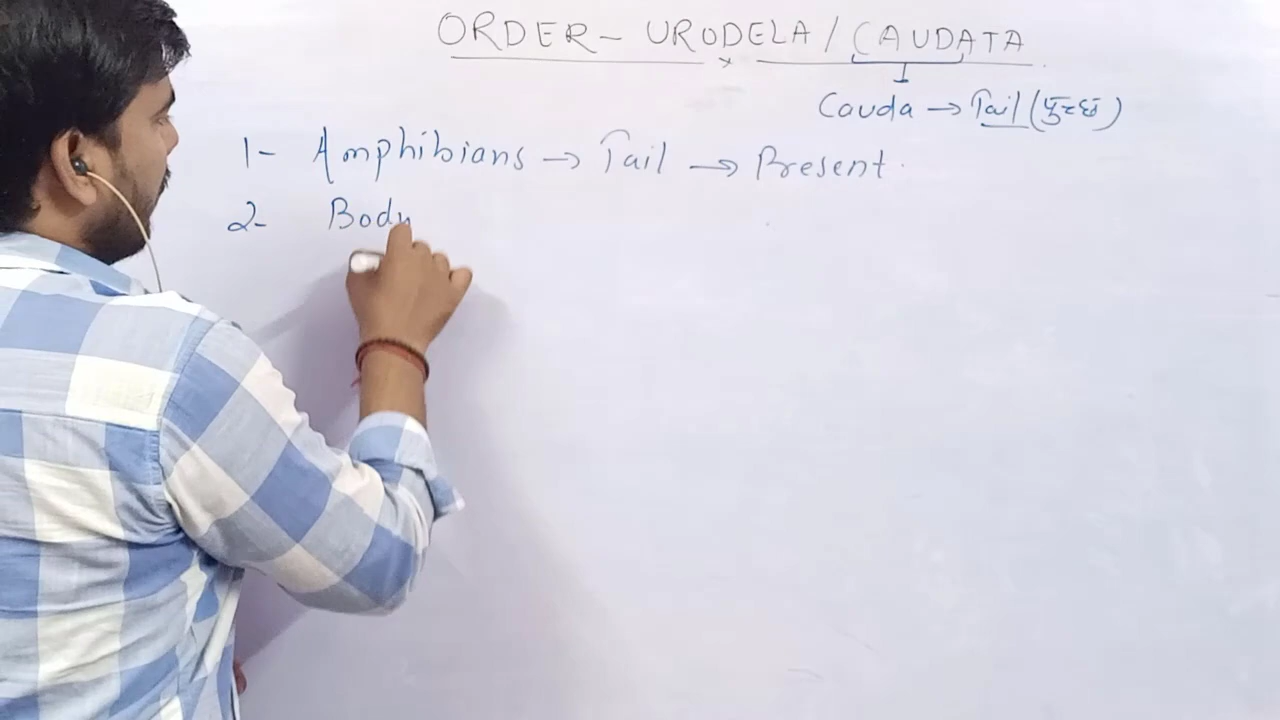 ORDER - URODELA / CAUDATA
Cauda → Tail (पुच्छ)
1- Amphibians → Tail → Present.
2- Body